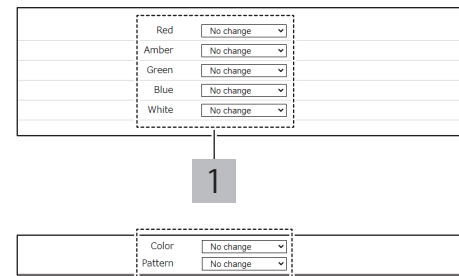 Red No change
Amber No change
Green No change
Blue No change
White No change
1
Color No change
Pattern No change